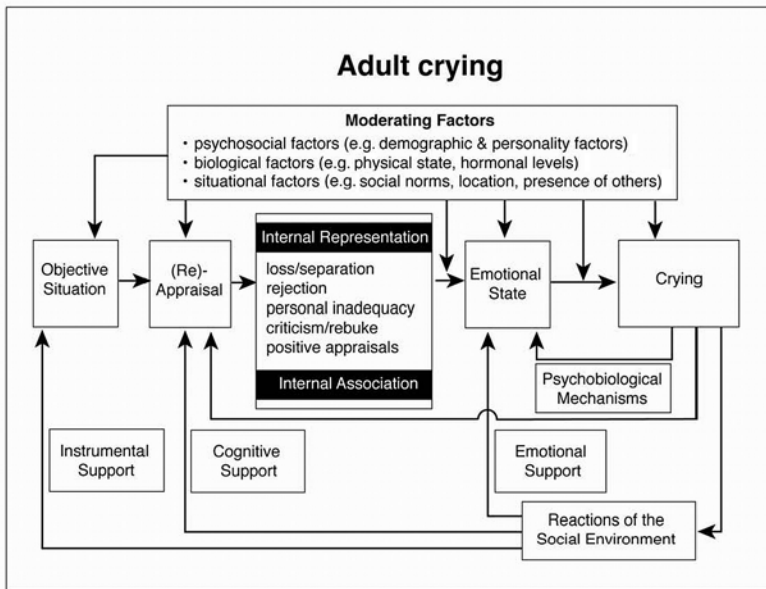 Adult crying
Moderating Factors
• psychosocial factors (e.g. demographic & personality factors)
• biological factors (e.g. physical state, hormonal levels)
• situational factors (e.g. social norms, location, presence of others)
Objective
Situation
(Re)-
Appraisal
Internal Representation
loss/separation
rejection
personal inadequacy
criticism/rebuke
positive appraisals
Internal Association
Emotional
State
Crying
Psychobiological
Mechanisms
Instrumental
Support
Cognitive
Support
Emotional
Support
Reactions of the
Social Environment